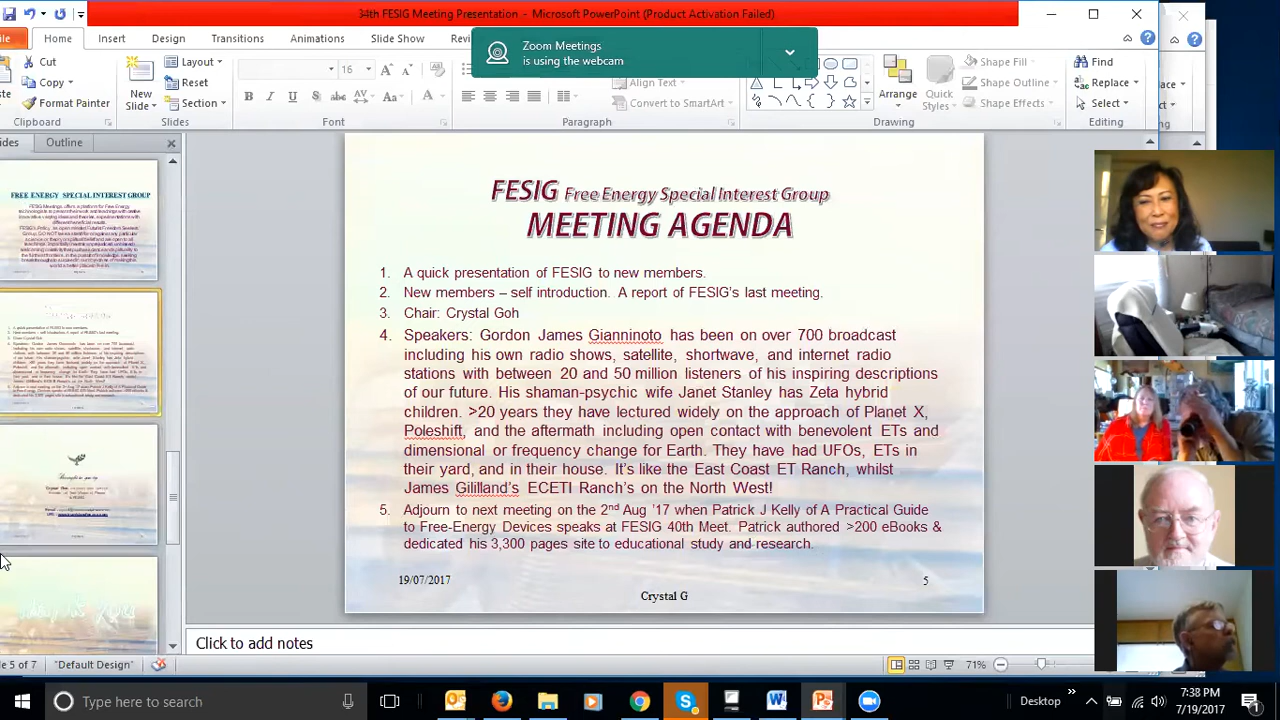 34th FESIG Meeting Presentation - Microsoft PowerPoint (Product Activation Failed)
Home Insert Design Transitions Animations Slide Show
Zoom Meetings
is using the webcam
Cut
Copy
Format Painter
Clipboard
New
Slide
Layout
Reset
Section
Slides
16
Font
Align Text
Convert to SmartArt
Paragraph
Arrange
Quick
Styles
Shape Fill
Shape Outline
Shape Effects
Drawing
Find
Replace
Select
Editing
Outline
FREE ENERGY SPECIAL INTEREST GROUP
FESIG Free Energy Special Interest Group
MEETING AGENDA
1. A quick presentation of FESIG to new members.
2. New members – self introduction. A report of FESIG's last meeting.
3. Chair: Crystal Goh
4. Speakers: Gordon James Gianninoto has been on over 700 broadcast
including his own radio shows, satellite, shortwave, and internet radio
stations with between 20 and 50 million listeners of his inspiring descriptions
of our future. His shaman-psychic wife Janet Stanley has Zeta hybrid
children. >20 years they have lectured widely on the approach of Planet X,
Poleshift, and the aftermath including open contact with benevolent ETs and
dimensional or frequency change for Earth. They have had UFOs, ETs in
their yard, and in their house. It's like the East Coast ET Ranch, whilst
James Gilliland's ECETI Ranch's on the North West!
5. Adjourn to next meeting on the 2nd Aug '17 when Patrick J Kelly of A Practical Guide
to Free-Energy Devices speaks at FESIG 40th Meet. Patrick authored >200 eBooks &
dedicated his 3,300 pages site to educational study and research.
19/07/2017
Crystal G
5
Click to add notes
5 of 7
"Default Design"
71%
Type here to search
Desktop
7:38 PM
7/19/2017